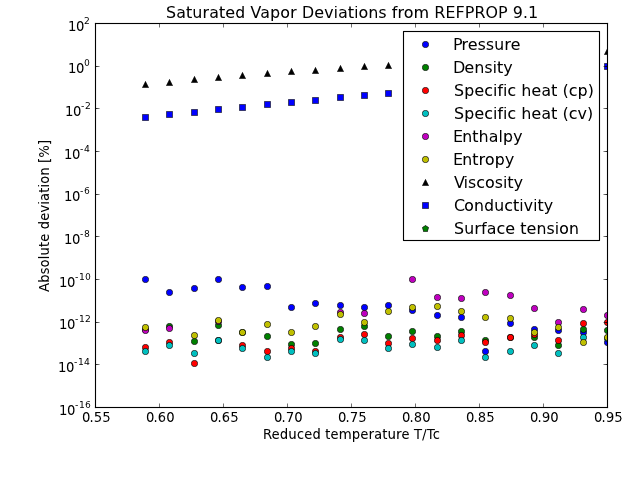 Saturated Vapor Deviations from REFPROP 9.1
Absolute deviation [%]
10^2
10^0
10^-2
10^-4
10^-6
10^-8
10^-10
10^-12
10^-14
10^-16
Pressure
Density
Specific heat (cp)
Specific heat (cv)
Enthalpy
Entropy
Viscosity
Conductivity
Surface tension
0.55 0.60 0.65 0.70 0.75 0.80 0.85 0.90 0.95
Reduced temperature T/Tc